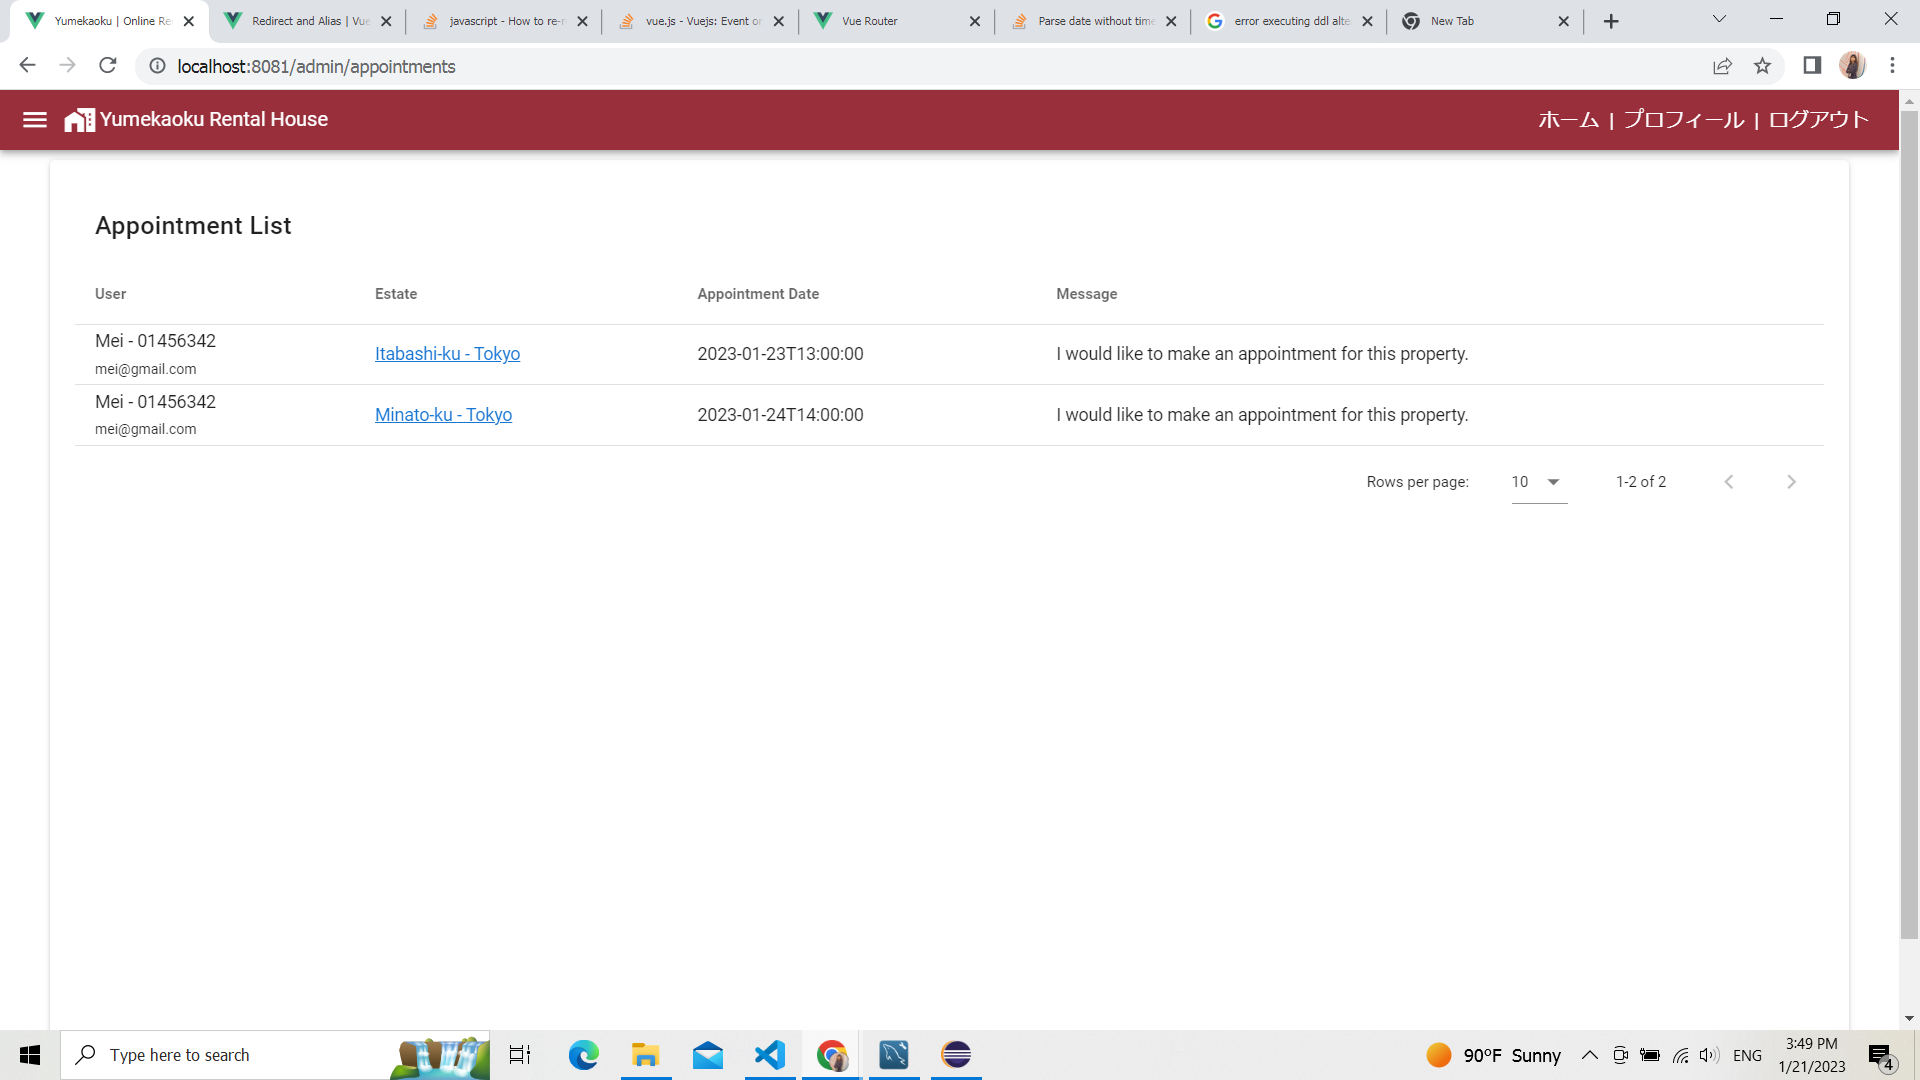 Yumekaoku | Online Re
Redirect and Alias | Vue
javascript - How to re-r
vue.js - Vuejs: Event or
Vue Router
Parse date without time
error executing ddl alte
New Tab
localhost:8081/admin/appointments
Yumekaoku Rental House
ホーム | プロフィール | ログアウト
Appointment List
User Estate Appointment Date Message
Mei - 01456342
mei@gmail.com
Itabashi-ku - Tokyo
2023-01-23T13:00:00
I would like to make an appointment for this property.
Mei - 01456342
mei@gmail.com
Minato-ku - Tokyo
2023-01-24T14:00:00
I would like to make an appointment for this property.
Rows per page: 10 1-2 of 2
Type here to search
90°F Sunny
ENG
3:49 PM
1/21/2023
4